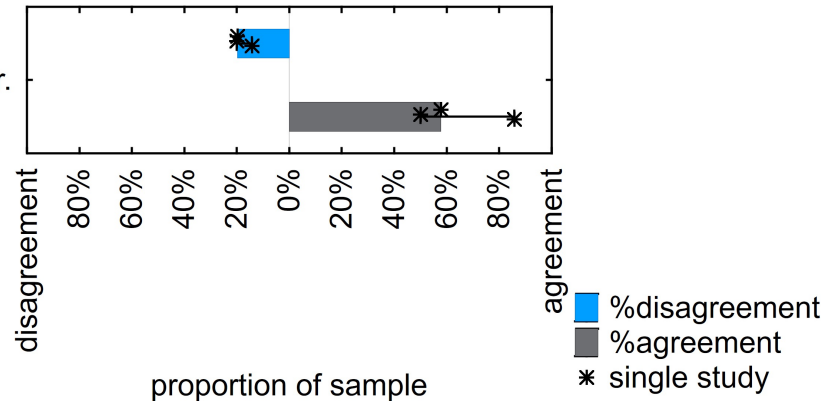 disagreement
80%
60%
40%
20%
0%
20%
40%
60%
80%
agreement
%disagreement
%agreement
single study
proportion of sample